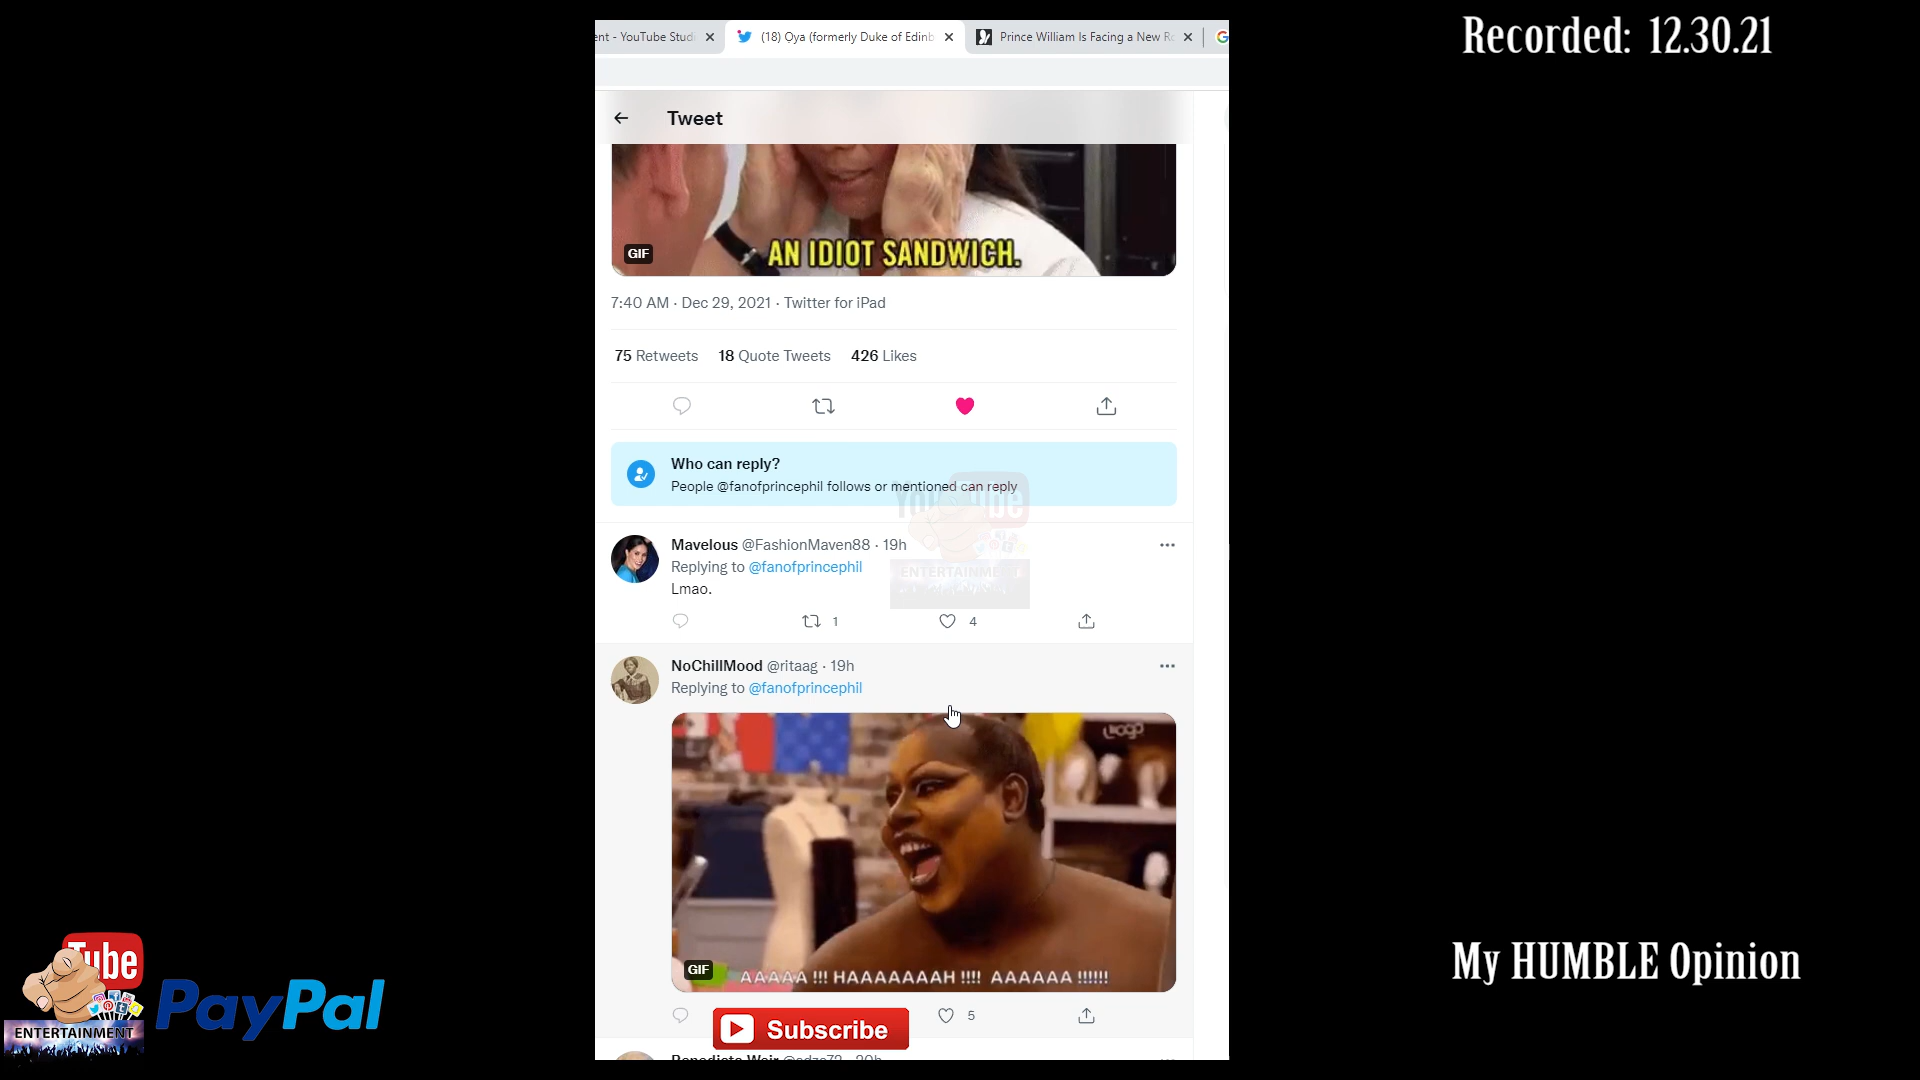 Recorded: 12.30.21
ent - YouTube Stud
(18) Oya (formerly Duke of Edinb
Prince William Is Facing a New Ro
Tweet
AN IDIOT SANDWICH.
GIF
7:40 AM · Dec 29, 2021 · Twitter for iPad
75 Retweets 18 Quote Tweets 426 Likes
Who can reply?
People @fanofprincephil follows or mentioned can reply
YouTube
ENTERTAINMENT
Mavelous @FashionMaven88 · 19h
Replying to @fanofprincephil
Lmao.
1
4
NoChillMood @ritaag · 19h
Replying to @fanofprincephil
GIF
AAAAA !!! HAAAAAAAH !!!! AAAAAA !!!!!!
5
Subscribe
Tube
ENTERTAINMENT
PayPal
My HUMBLE Opinion